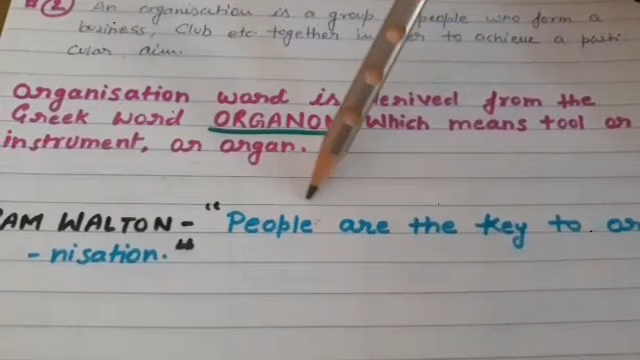 (2) An organisation is a group people who form a
business, Club etc together in er to achieve a parti
cular aim.
organisation word is derived from the
Greek word ORGANON which means tool or
instrument, or organ.
AM WALTON - "People are the key to or
- nisation."